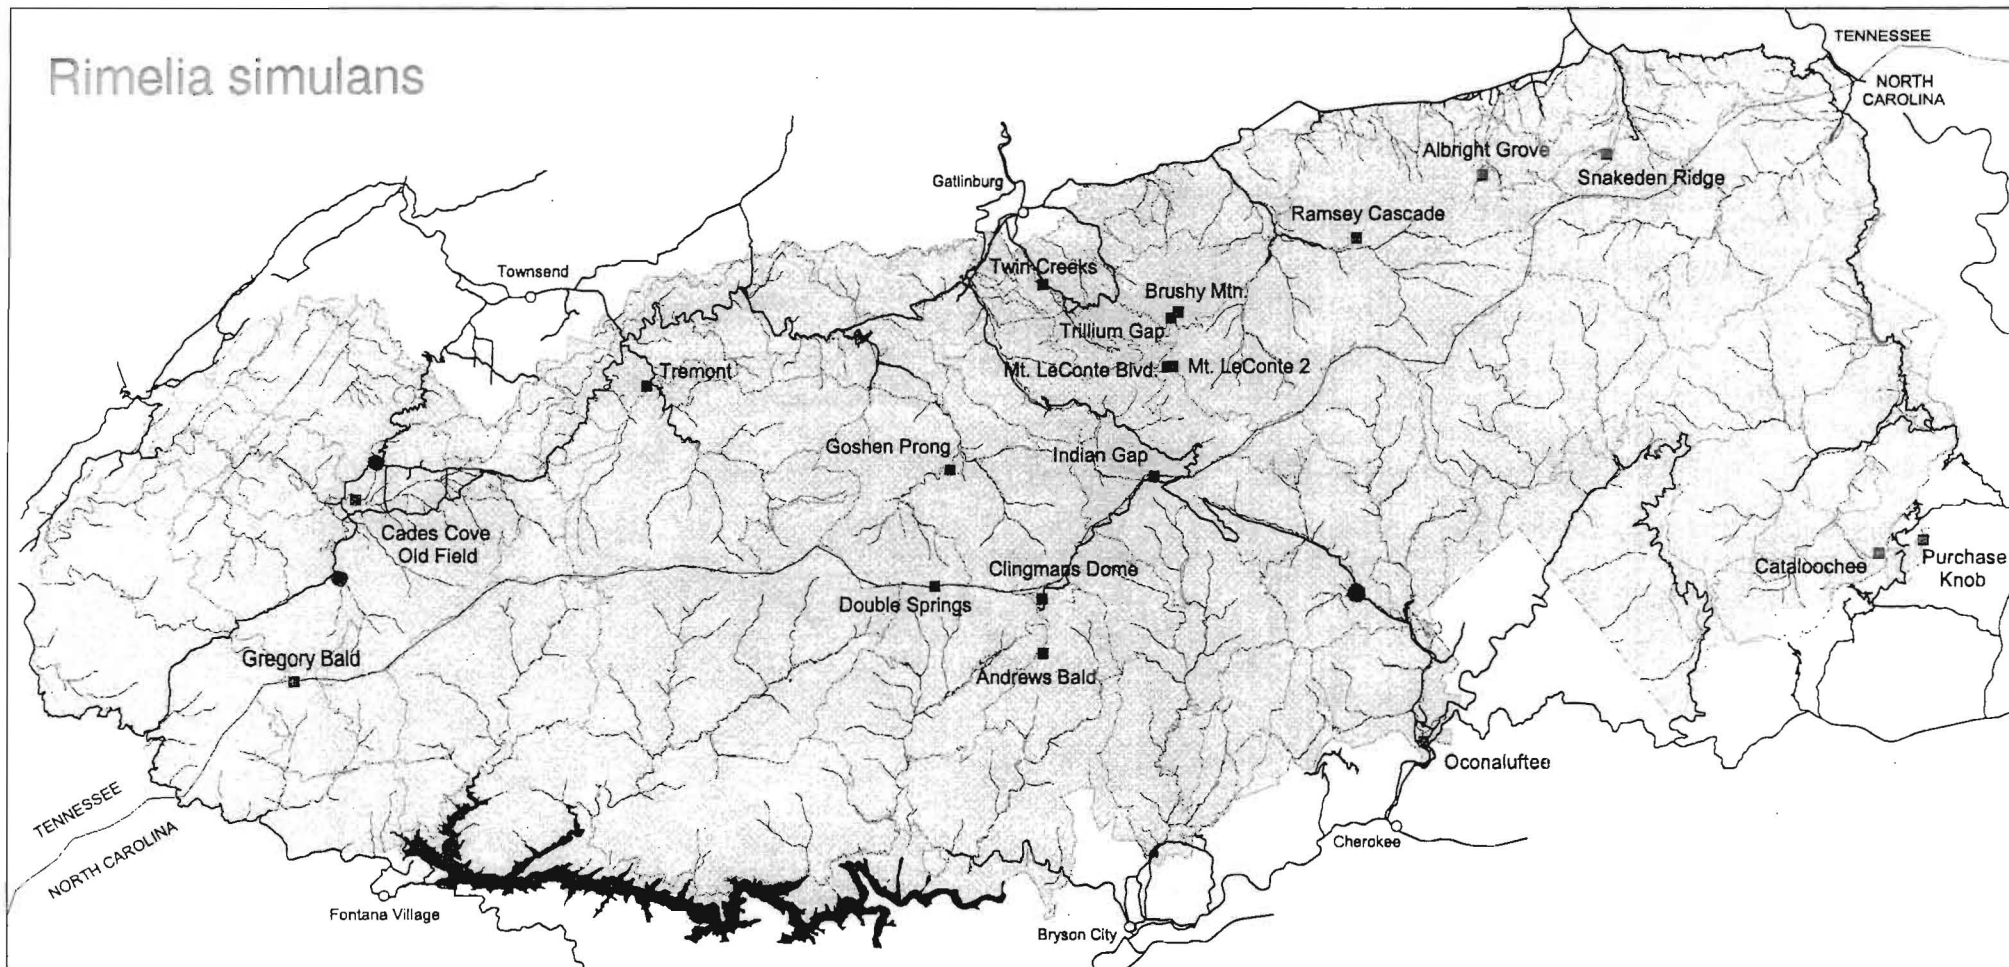 Rimelia simulans
TENNESSEE
NORTH
CAROLINA
Albright Grove
Snakeden Ridge
Gatlinburg
Ramsey Cascade
Townsend
Twin Creeks
Brushy Mtn.
Trillium Gap
Mt. LeConte Blvd.
Mt. LeConte 2
Tremont
Goshen Prong
Indian Gap
Cades Cove
Old Field
Clingmans Dome
Cataloochee
Purchase
Knob
Double Springs
Gregory Bald
Andrews Bald
Oconaluftee
TENNESSEE
NORTH CAROLINA
Cherokee
Fontana Village
Bryson City